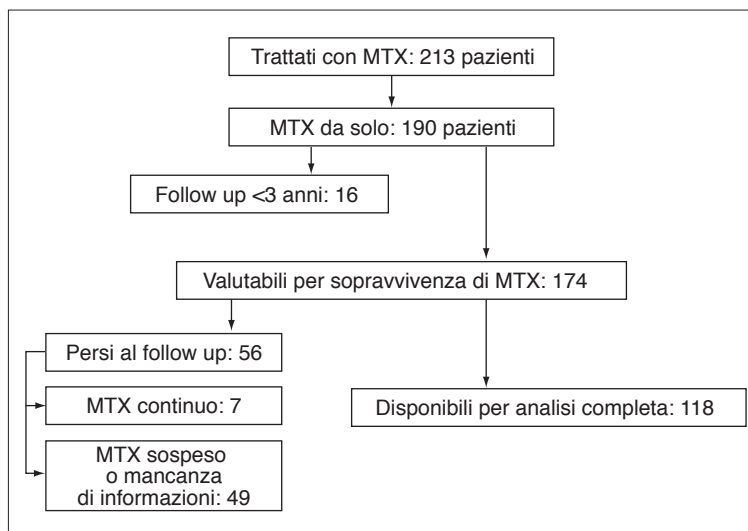 Trattati con MTX: 213 pazienti
MTX da solo: 190 pazienti
Follow up <3 anni: 16
Valutabili per sopravvivenza di MTX: 174
Persi al follow up: 56
MTX continuo: 7
Disponibili per analisi completa: 118
MTX sospeso
o mancanza
di informazioni: 49